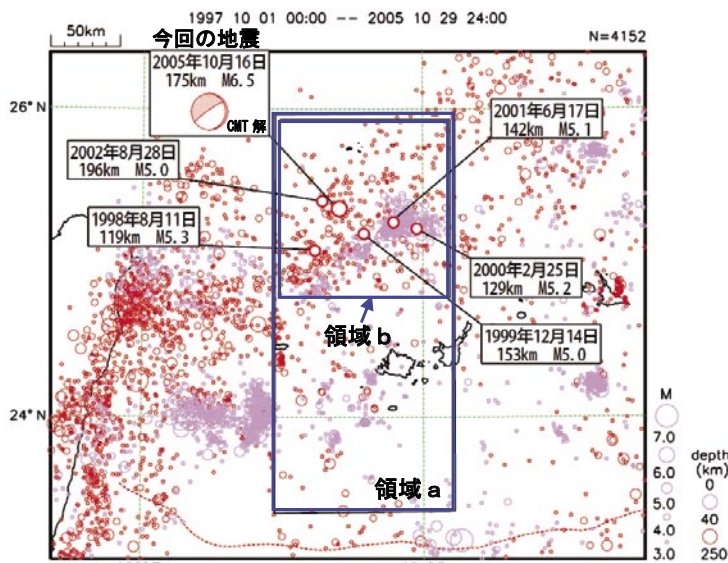 1997 10 01 00:00 -- 2005 10 29 24:00
50km
N=4152
今回の地震
2005年10月16日
175km M6.5
CMT 解
26°N
2001年6月17日
142km M5.1
2002年8月28日
196km M5.0
1998年8月11日
119km M5.3
2000年2月25日
129km M5.2
領域 b
1999年12月14日
153km M5.0
24°N
領域 a
M
7.0
6.0
5.0
4.0
3.0
depth
(km)
0
40
250